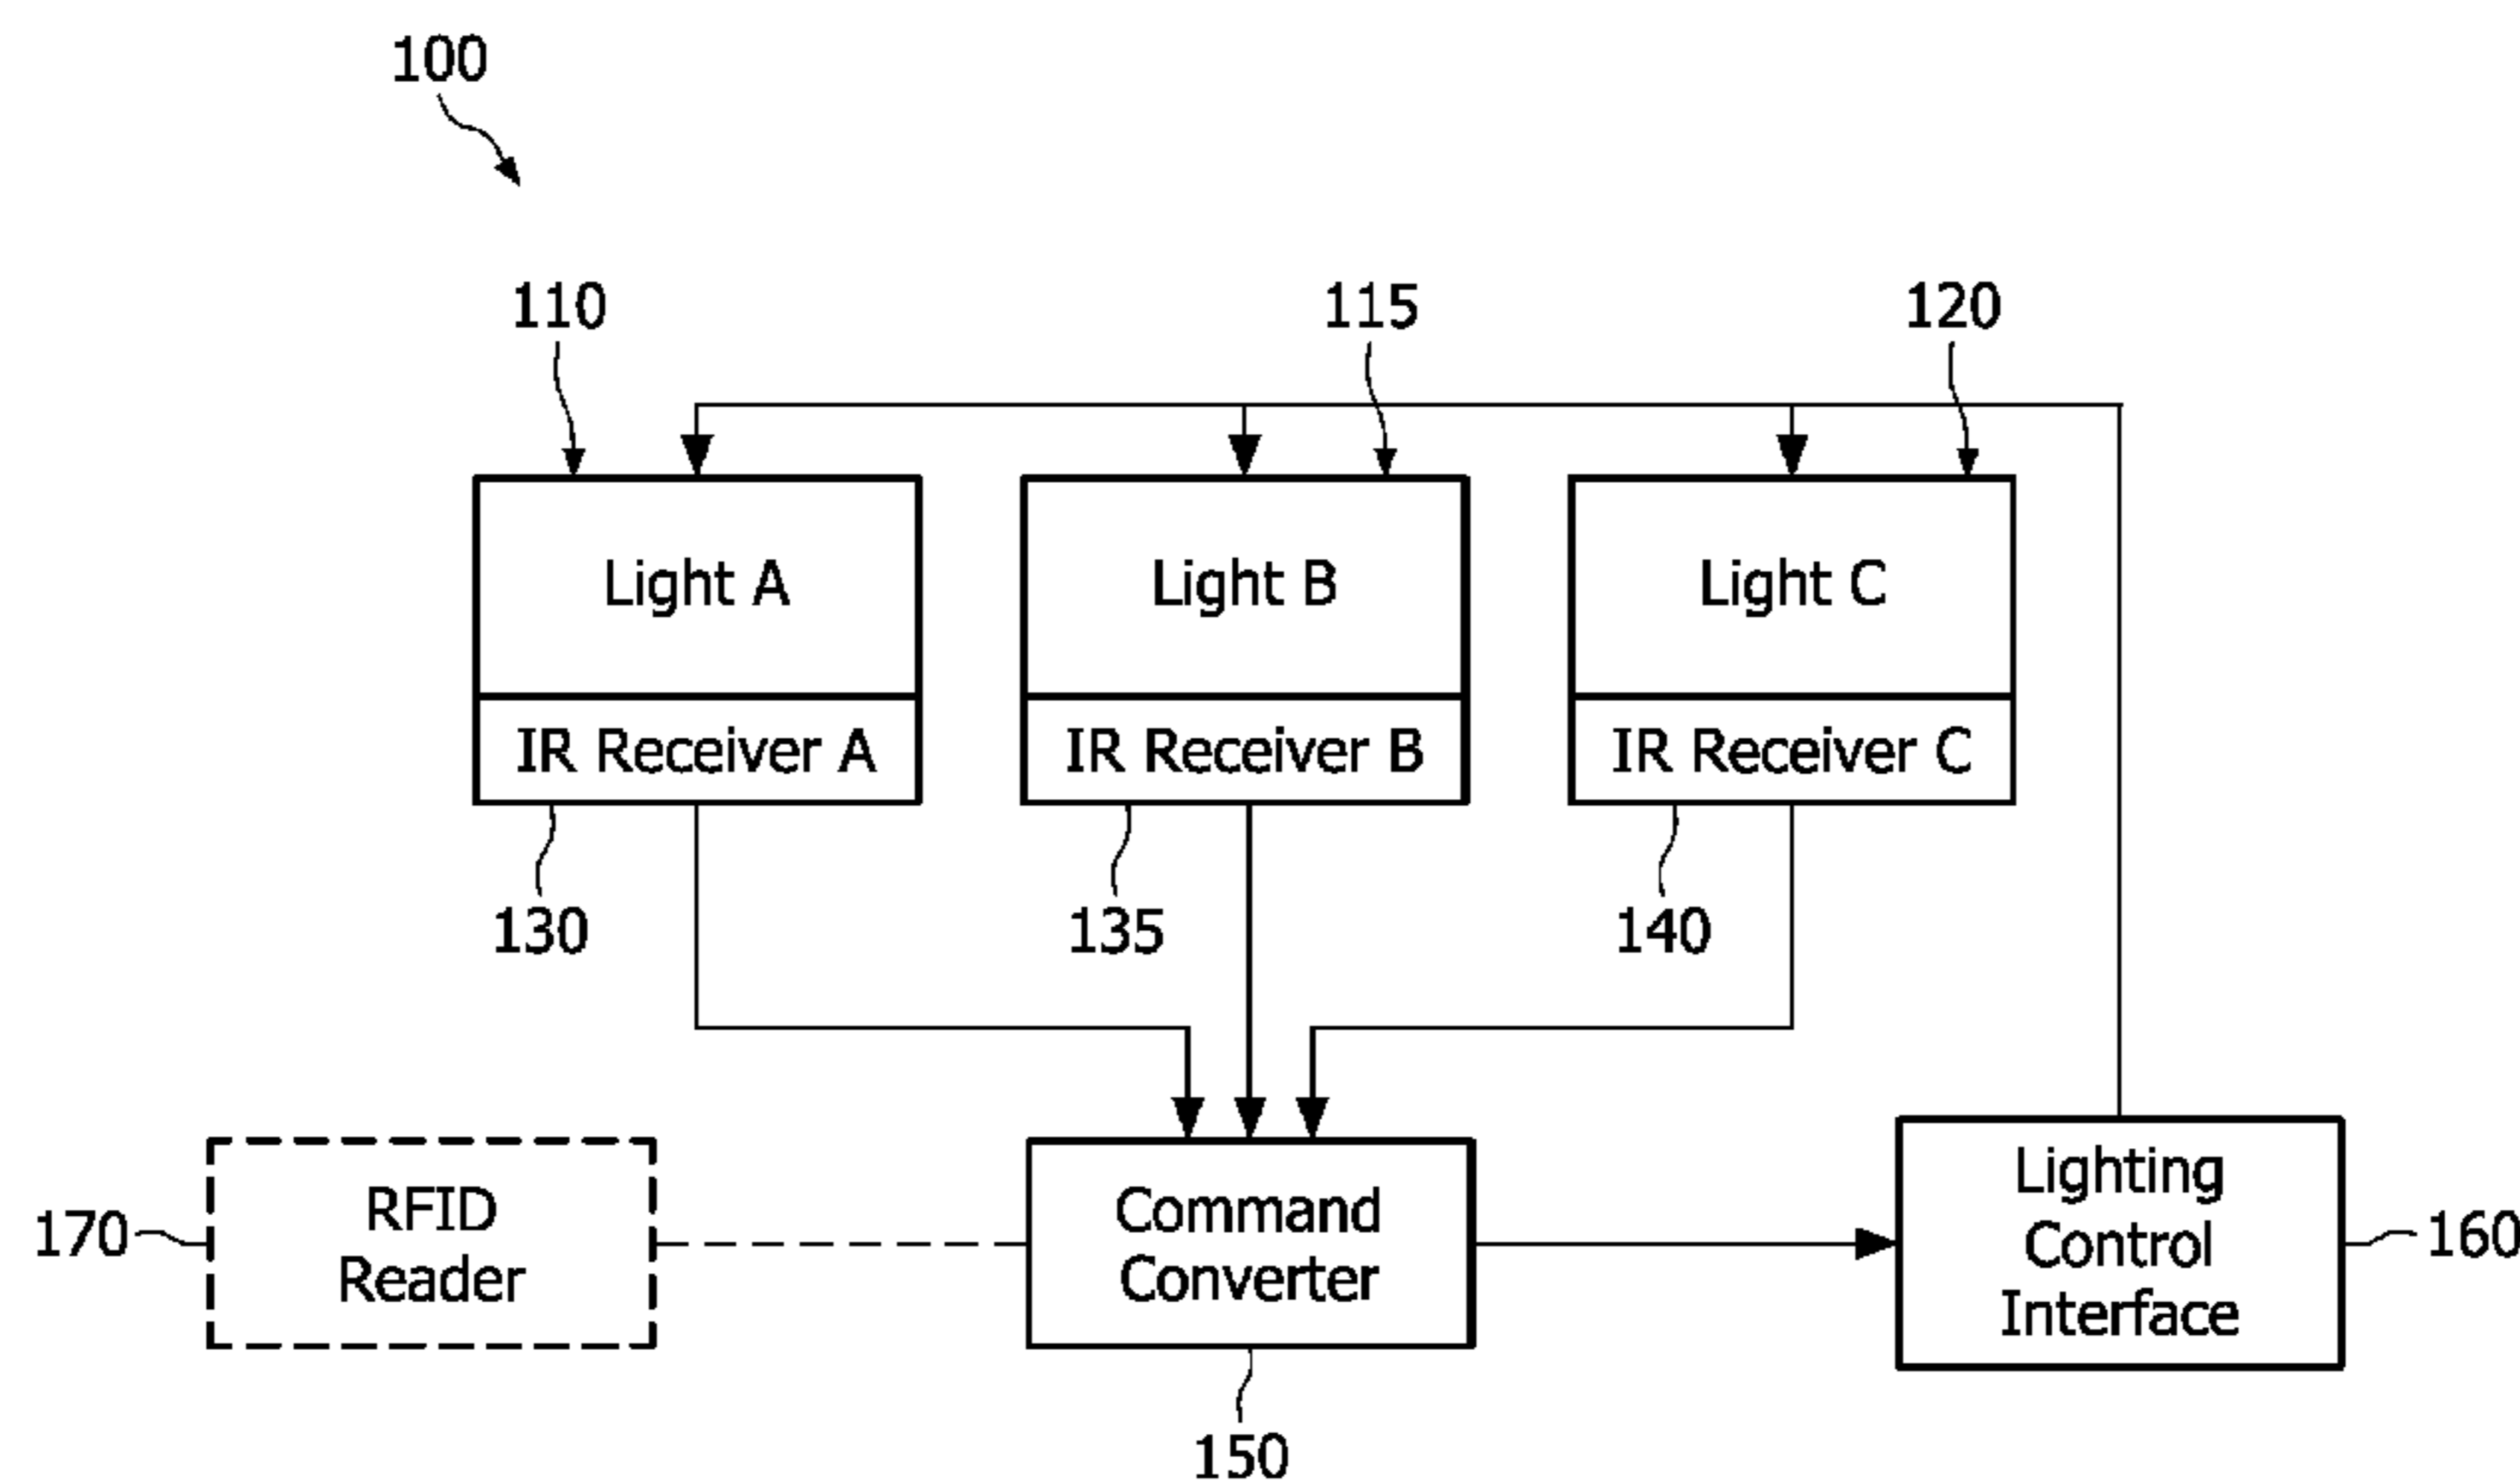 100
110
115
120
Light A
Light B
Light C
IR Receiver A
IR Receiver B
IR Receiver C
130
135
140
170
RFID
Reader
Command
Converter
Lighting
Control
Interface
160
150